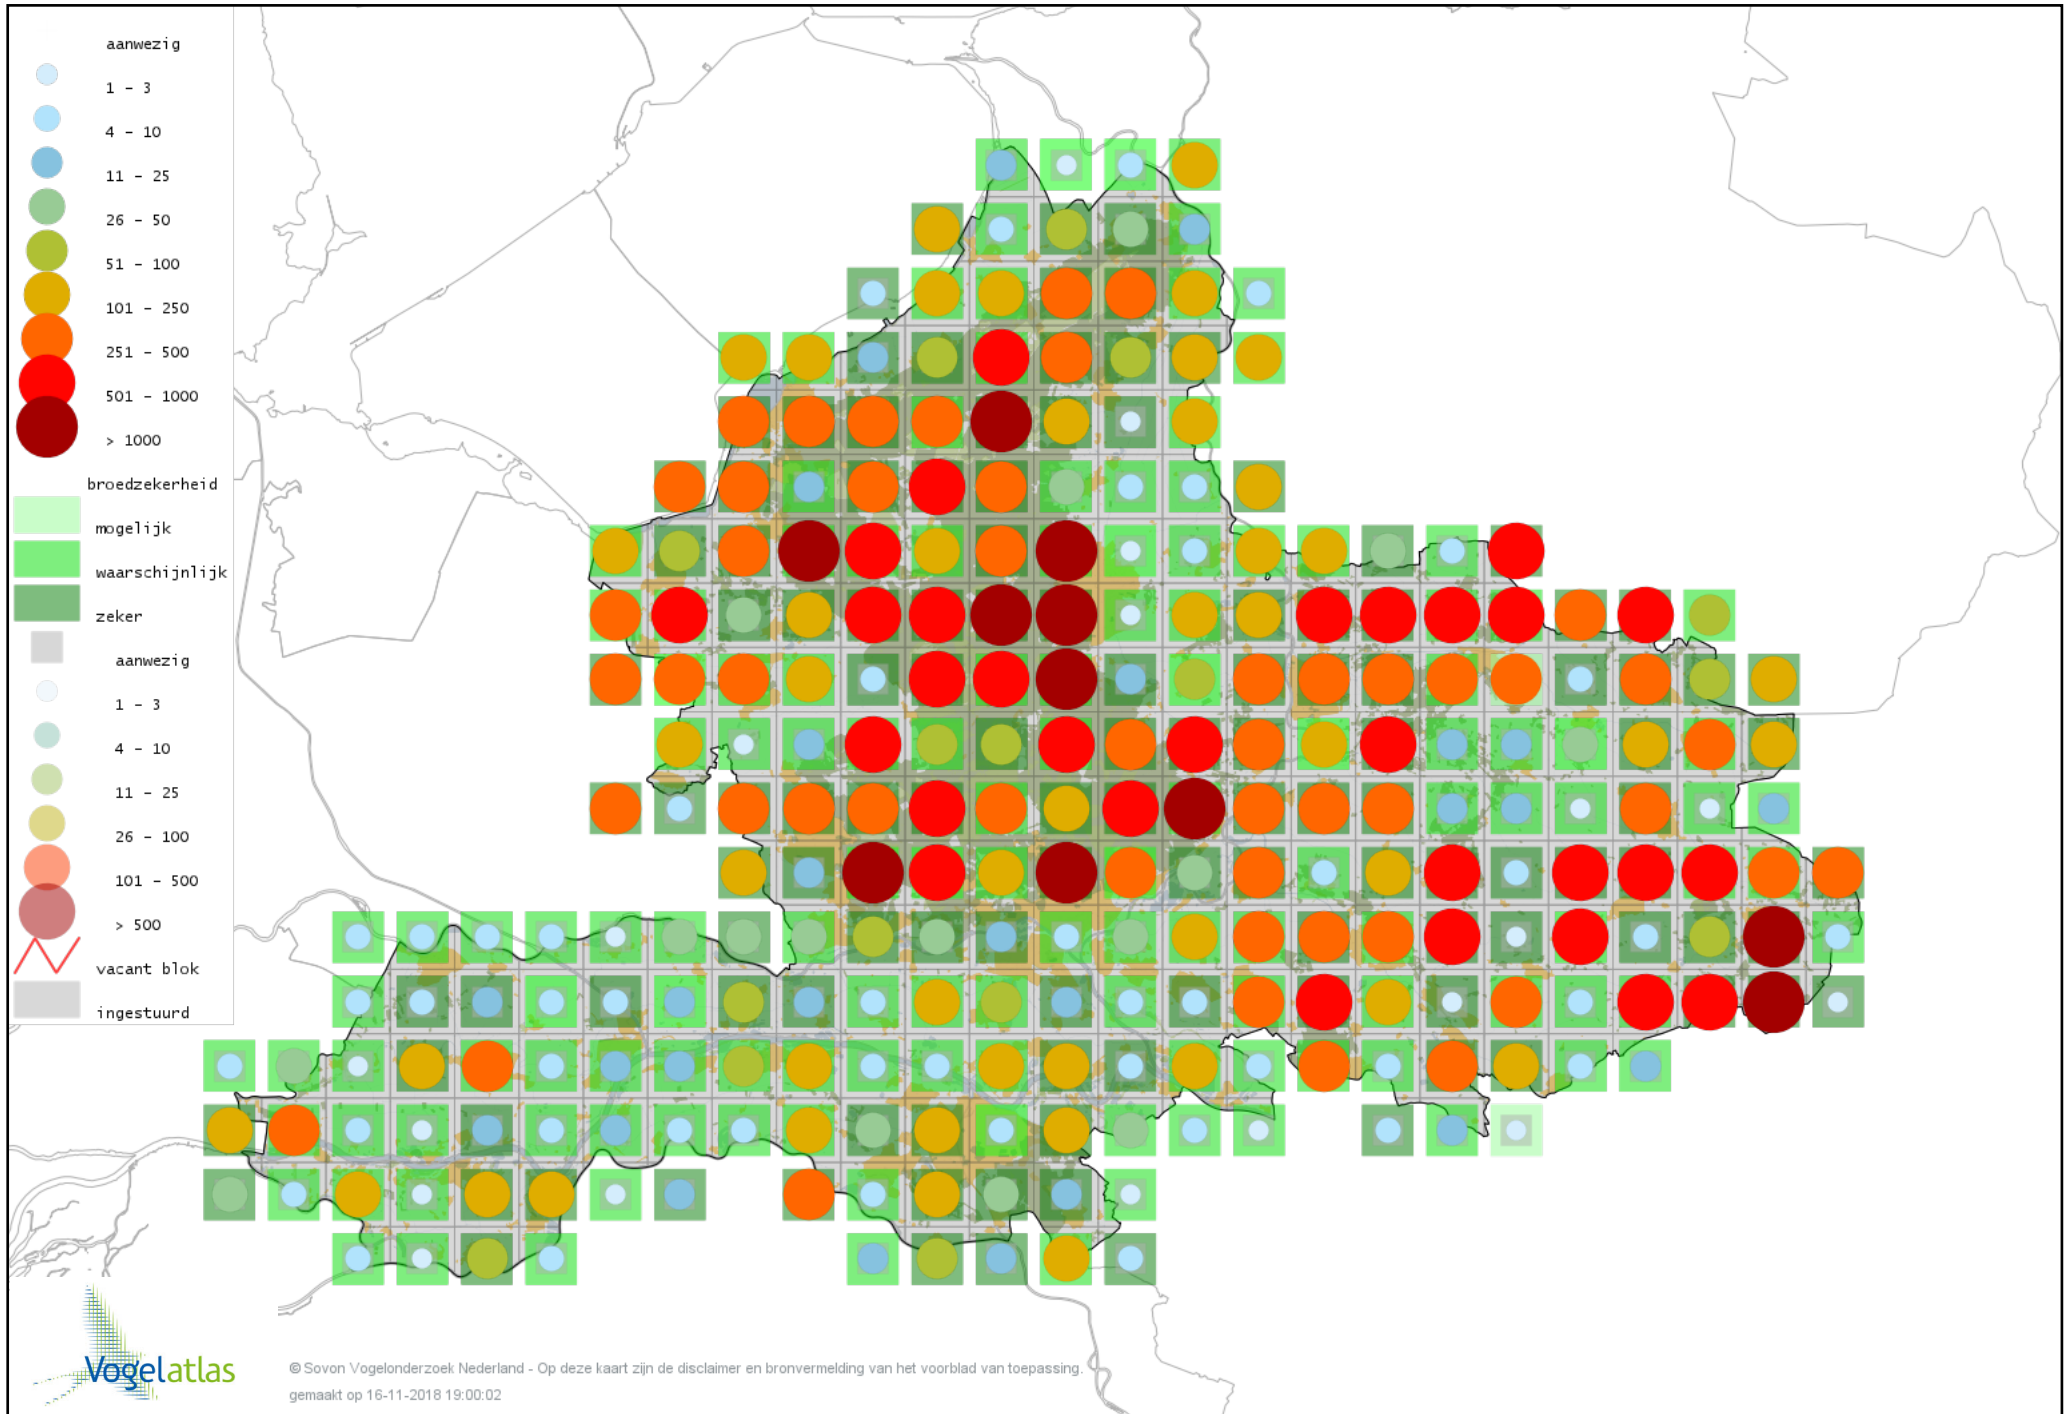 aanwezig
1 - 3
4 - 10
11 - 25
26 - 50
51 - 100
101 - 250
251 - 500
501 - 1000
> 1000
broedzekerheid
mogelijk
waarschijnlijk
zeker
aanwezig
1 - 3
4 - 10
11 - 25
26 - 100
101 - 500
> 500
vacant blok
ingestuurd
Vogelatlas
© Sovon Vogelonderzoek Nederland - Op deze kaart zijn de disclaimer en bronvermelding van het voorblad van toepassing.
gemaakt op 16-11-2018 19:00:02